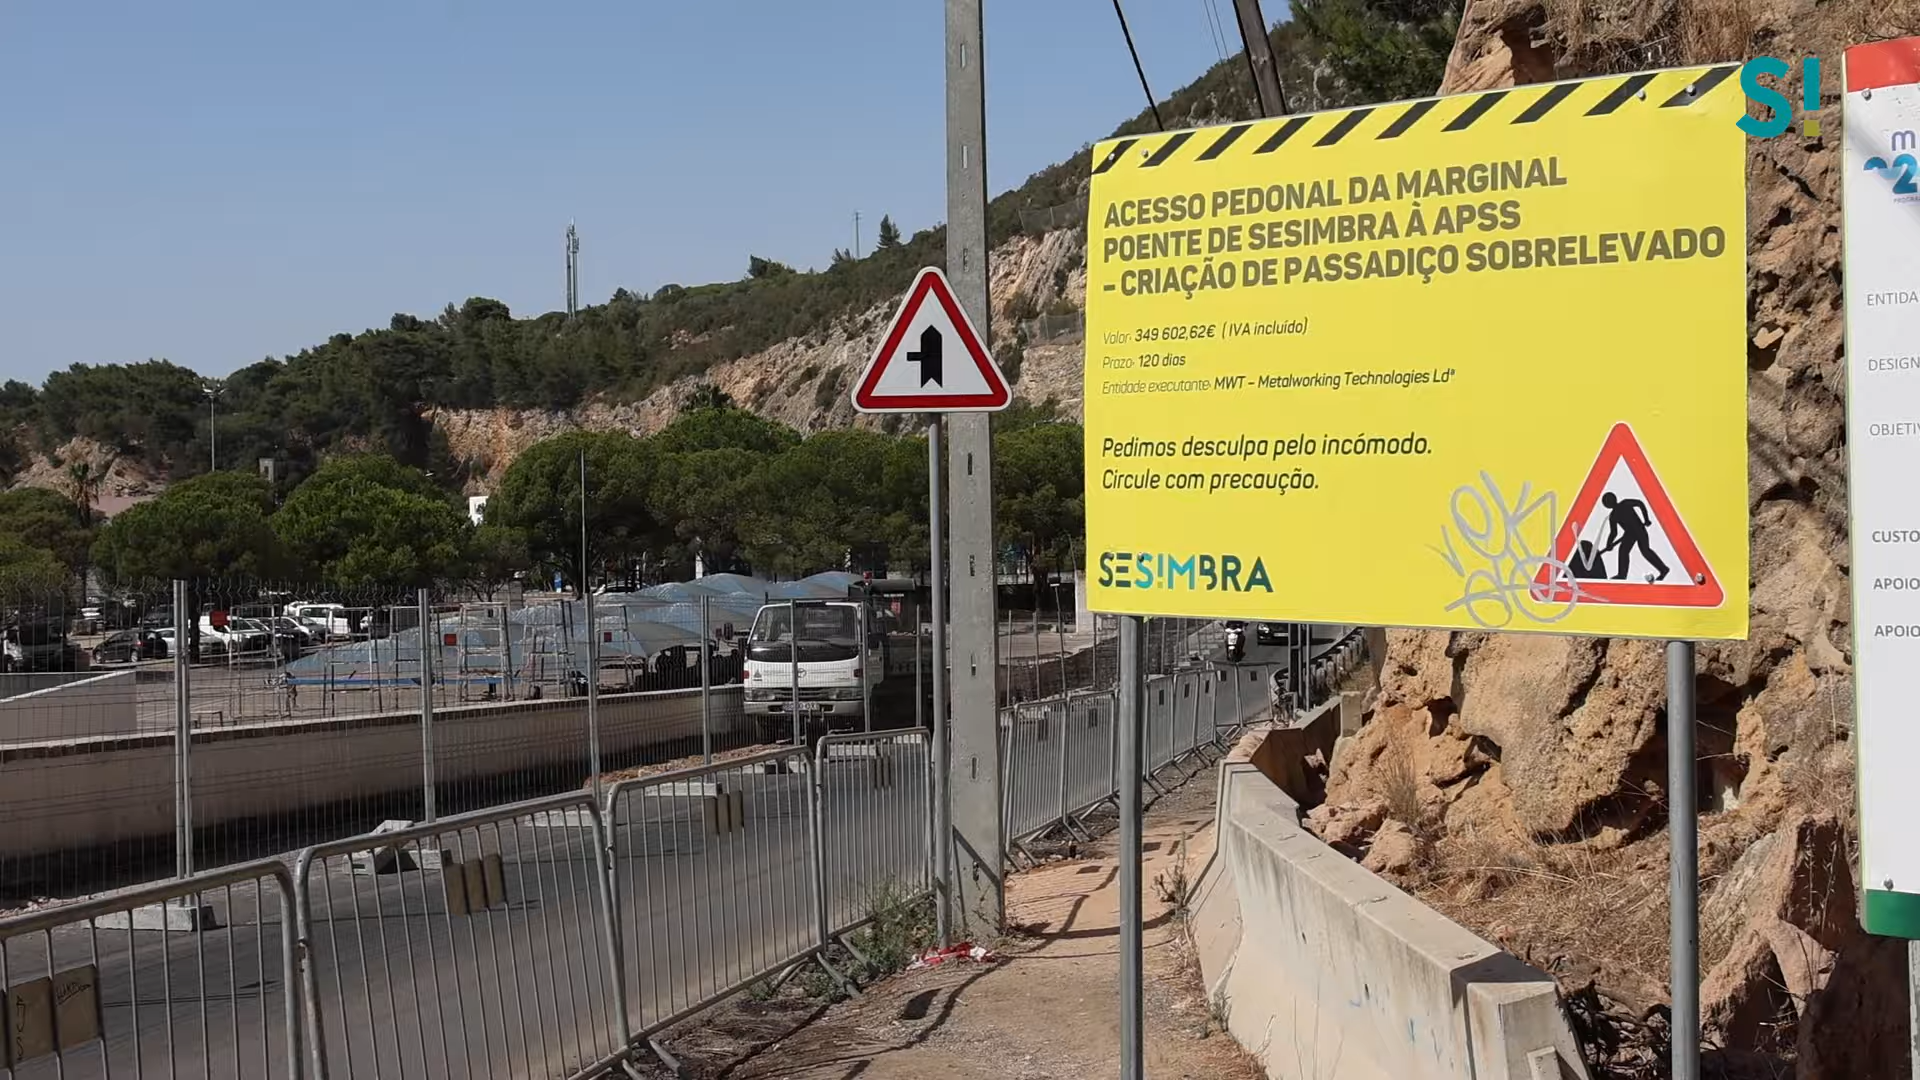 S!
ACESSO PEDONAL DA MARGINAL
POENTE DE SESIMBRA À APSS
- CRIAÇÃO DE PASSADIÇO SOBRELEVADO
Valor: 349 602,62€ (IVA incluído)
Prazo: 120 dias
Entidade executante: MWT – Metalworking Technologies Ldª
Pedimos desculpa pelo incómodo.
Circule com precaução.
SES!MBRA
ENTIDA
DESIGN
OBJETIV
CUSTO
APOIO
APOIO